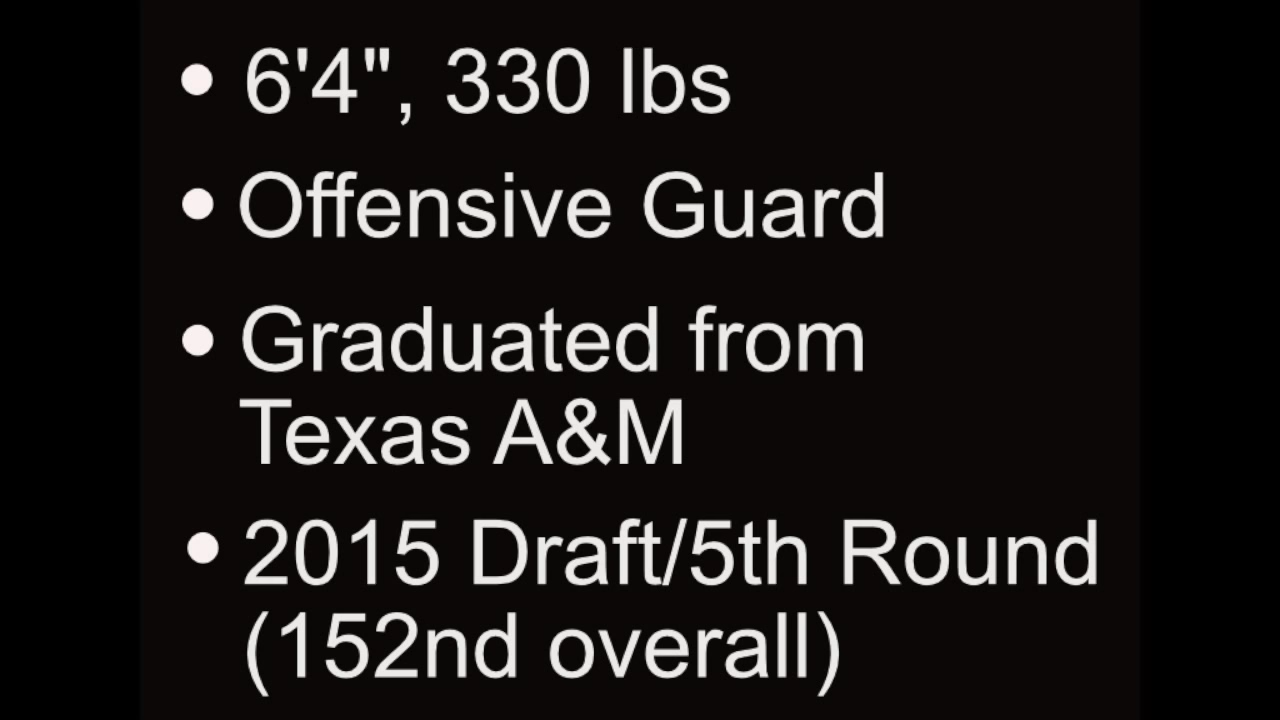 • 6'4", 330 lbs
• Offensive Guard
• Graduated from
Texas A&M
• 2015 Draft/5th Round
(152nd overall)